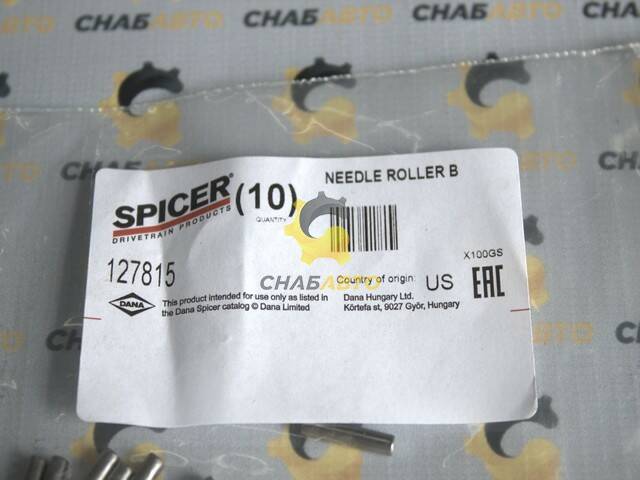 СНАБАВТО СНАБАВТО СНАБАВТО
СНАБАВТО
SPICER®
DRIVETRAIN PRODUCTS
(10)
QUANTITY
NEEDLE ROLLER B
127815
СНАБАВТО
Country of origin: US
X100GS
EAC
DANA
This product intended for use only as listed in
the Dana Spicer catalog © Dana Limited
Dana Hungary Ltd.
Körtefa st, 9027 Győr, Hungary